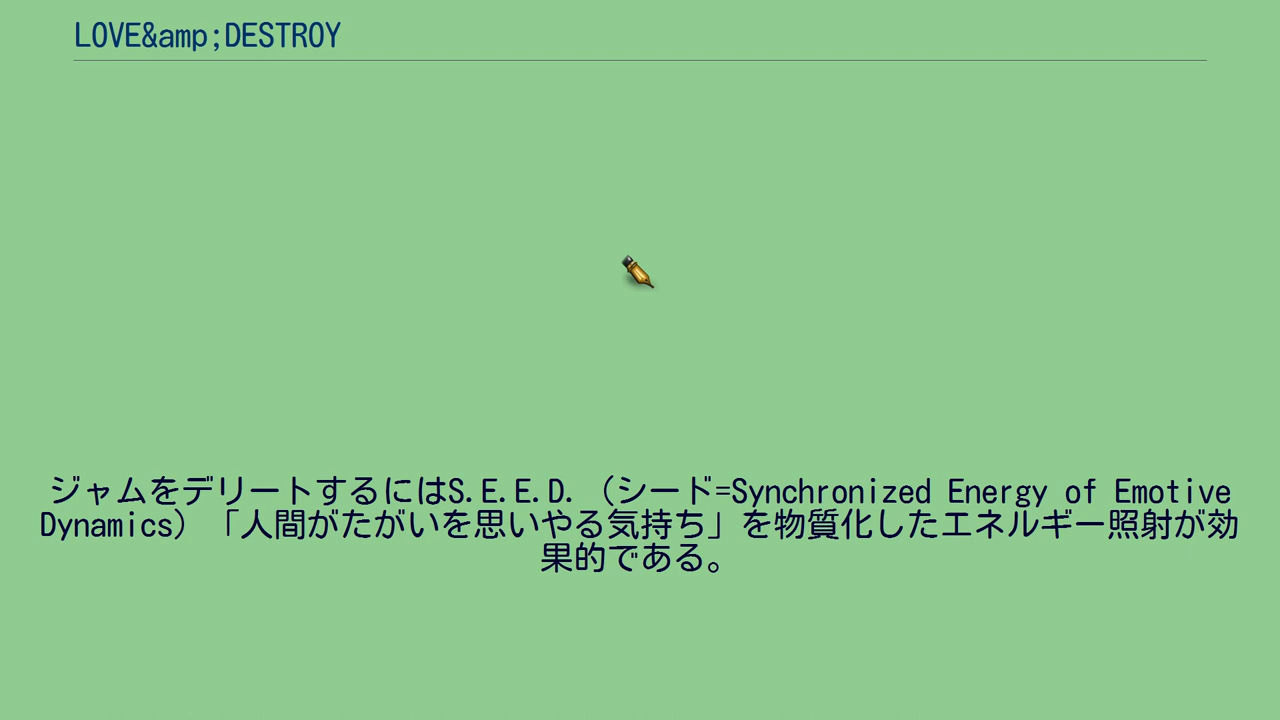 LOVE&amp;DESTROY
ジャムをデリートするにはS.E.E.D.（シード=Synchronized Energy of Emotive
Dynamics）「人間がたがいを思いやる気持ち」を物質化したエネルギー照射が効
果的である。